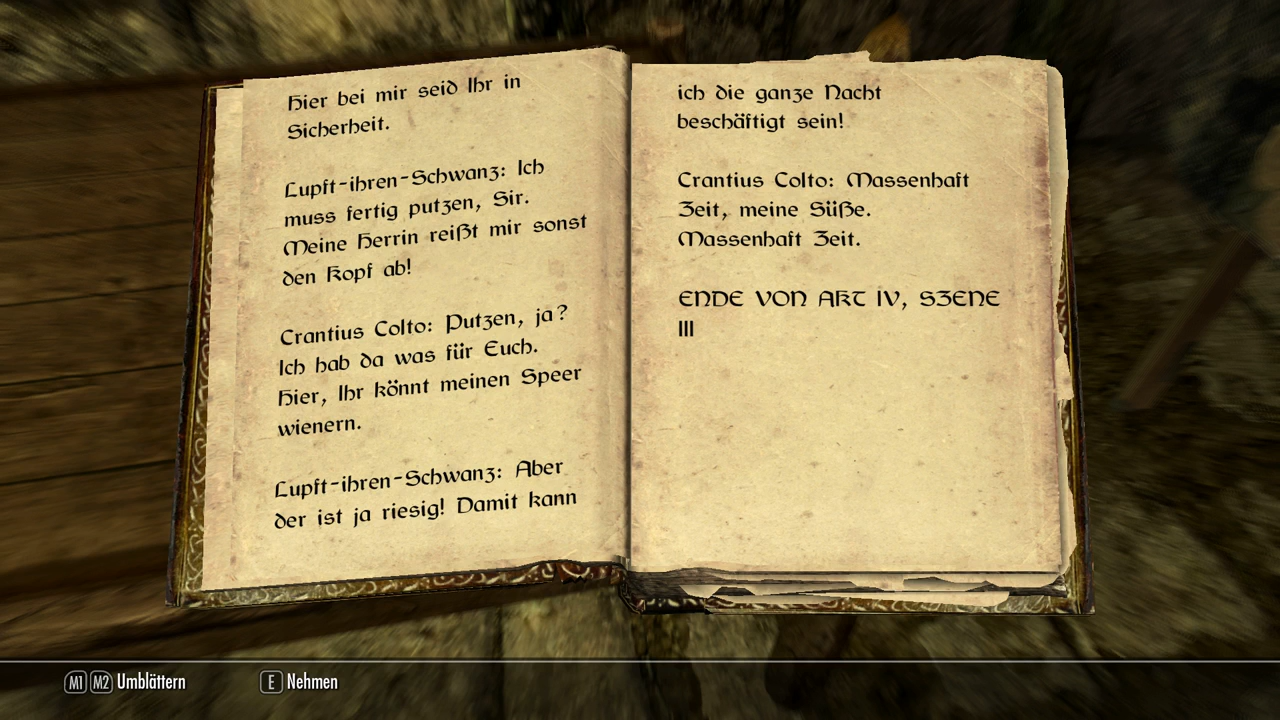 Hier bei mir seid Ihr in
Sicherheit.
Lupft-ihren-Schwanz: Ich
muss fertig putzen, Sir.
Meine Herrin reißt mir sonst
den Kopf ab!
Crantius Colto: Putzen, ja?
Ich hab da was für Euch.
Hier, Ihr könnt meinen Speer
wienern.
Lupft-ihren-Schwanz: Aber
der ist ja riesig! Damit kann
ich die ganze Nacht
beschäftigt sein!
Crantius Colto: Massenhaft
Zeit, meine Süße.
Massenhaft Zeit.
ENDE VON AKT IV, SZENE
III
M1 M2 Umblättern
E Nehmen